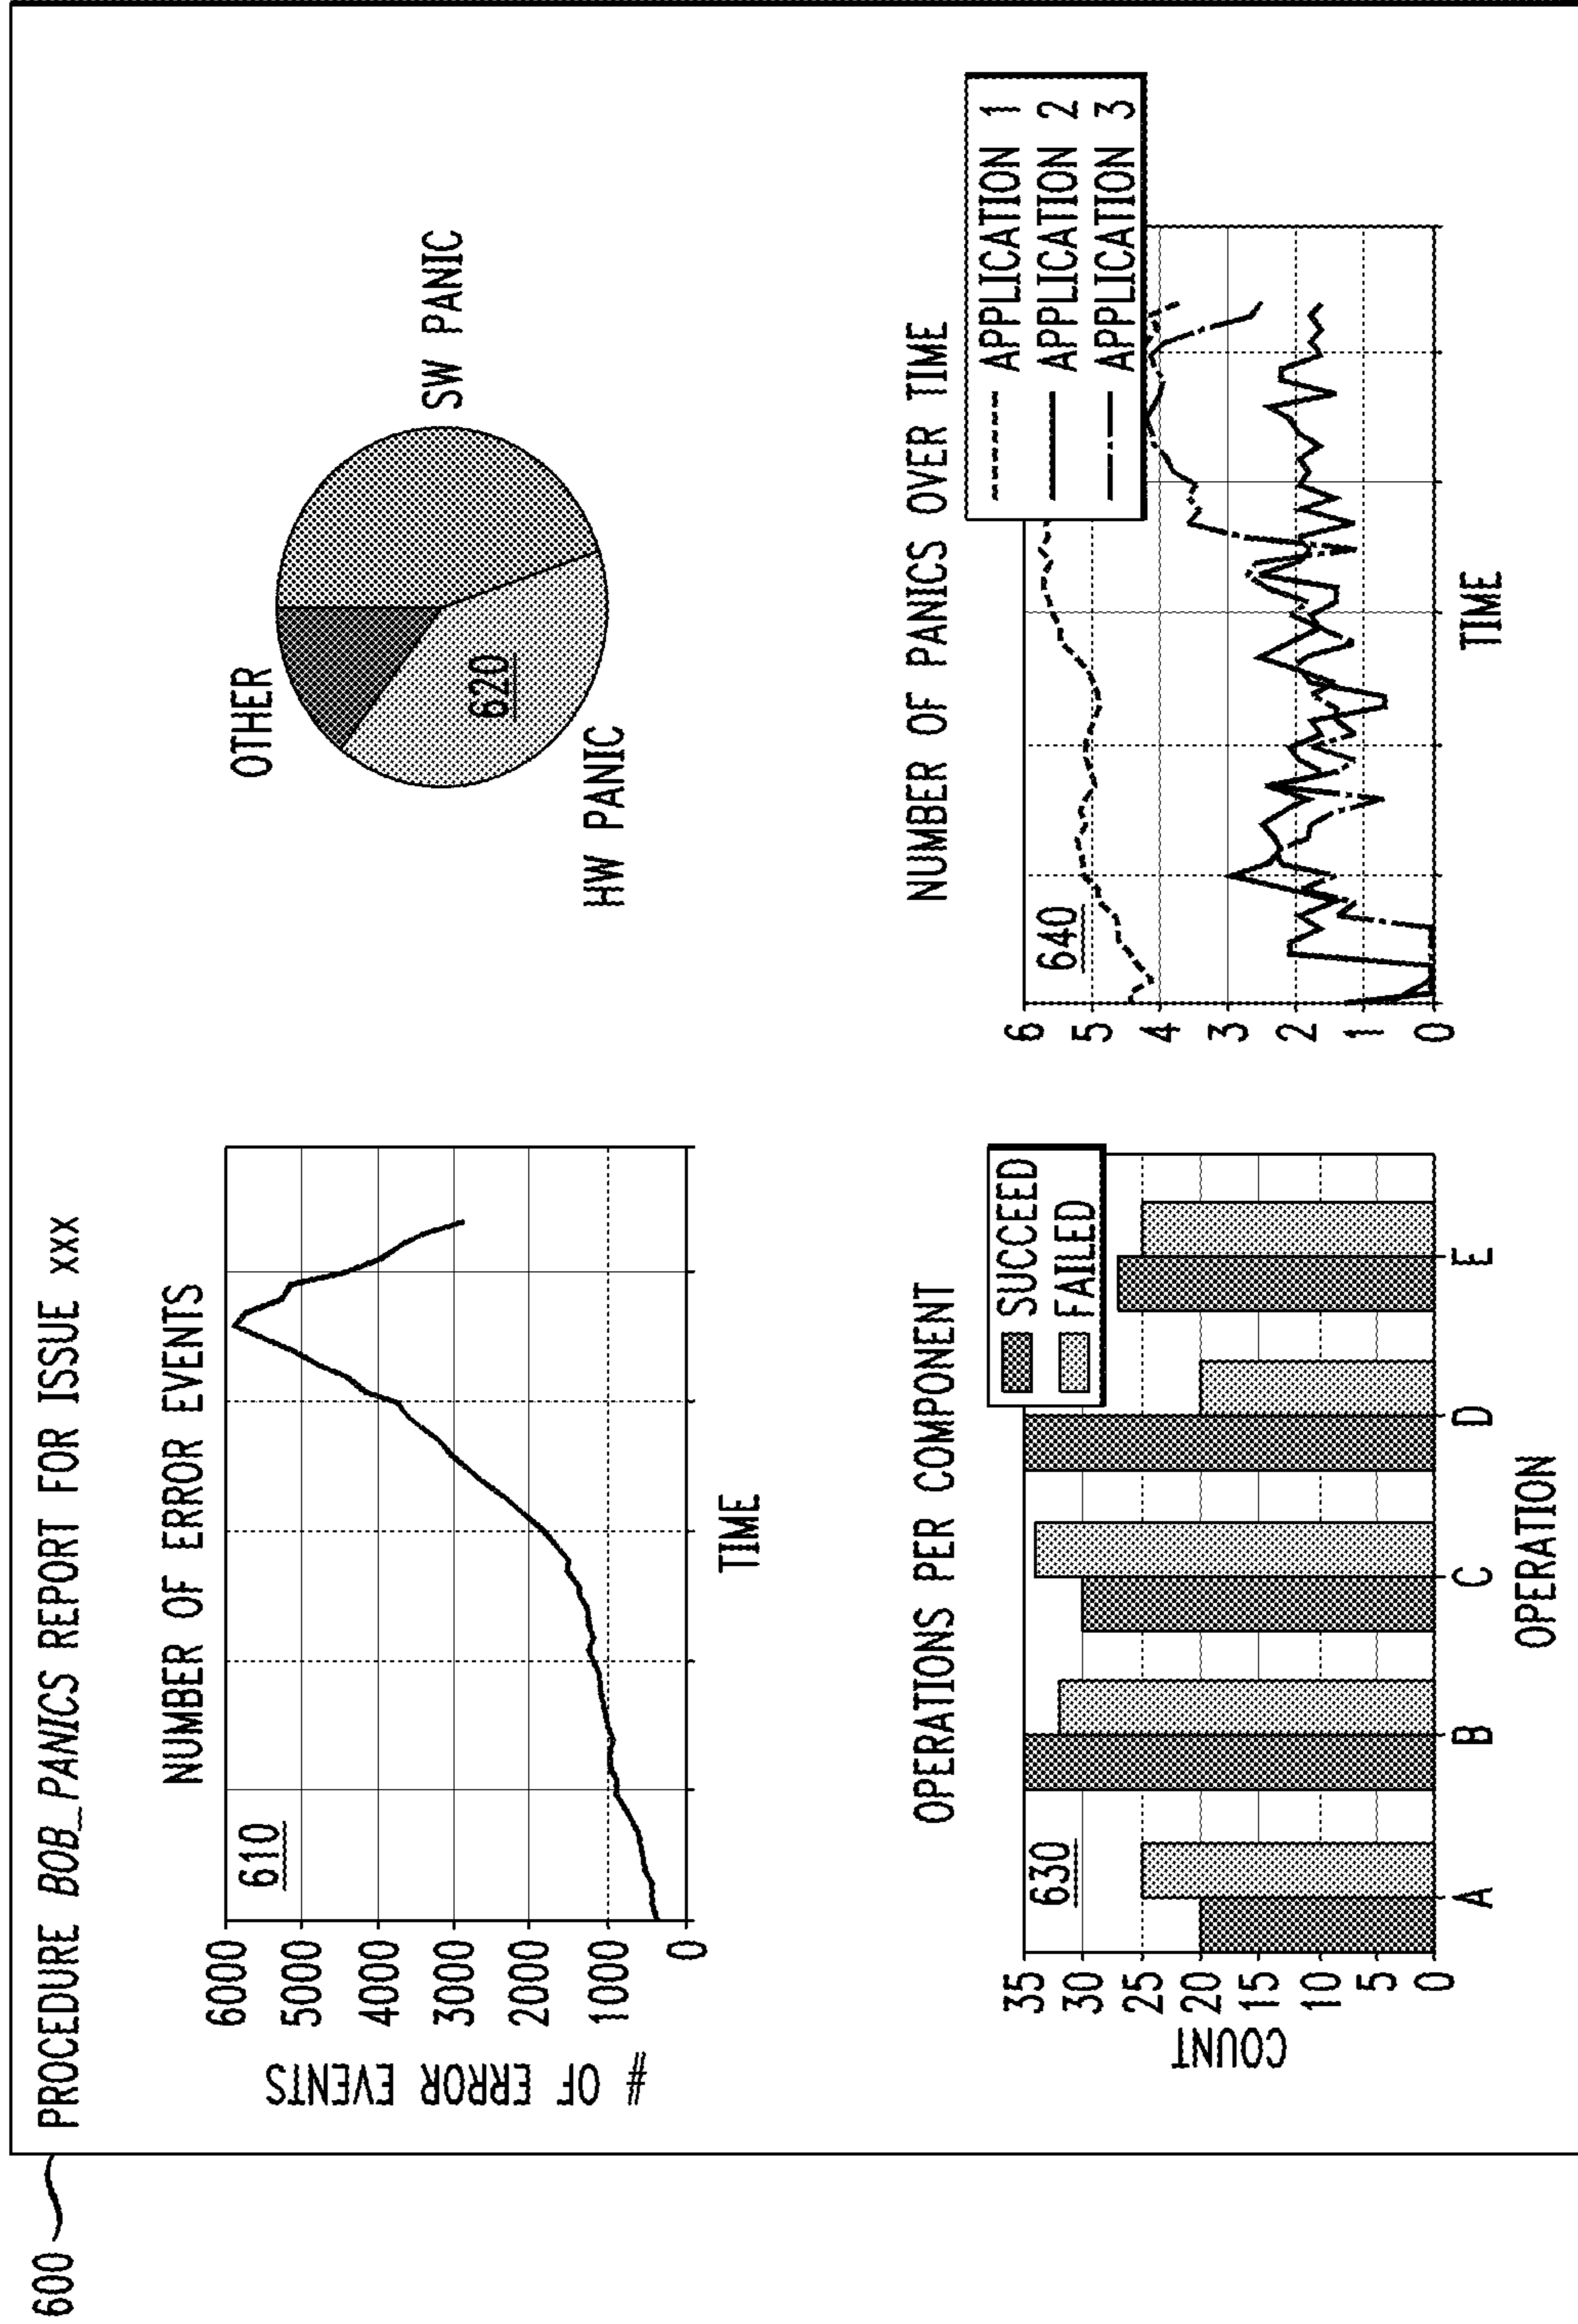 600
PROCEDURE BOB_PANICS REPORT FOR ISSUE xxx
NUMBER OF ERROR EVENTS
610
# OF ERROR EVENTS
6000
5000
4000
3000
2000
1000
0
TIME
OTHER
SW PANIC
HW PANIC
620
OPERATIONS PER COMPONENT
630
SUCCEED
FAILED
COUNT
35
30
25
20
15
10
5
0
A B C D E
OPERATION
NUMBER OF PANICS OVER TIME
640
APPLICATION 1
APPLICATION 2
APPLICATION 3
6
5
4
3
2
1
0
TIME